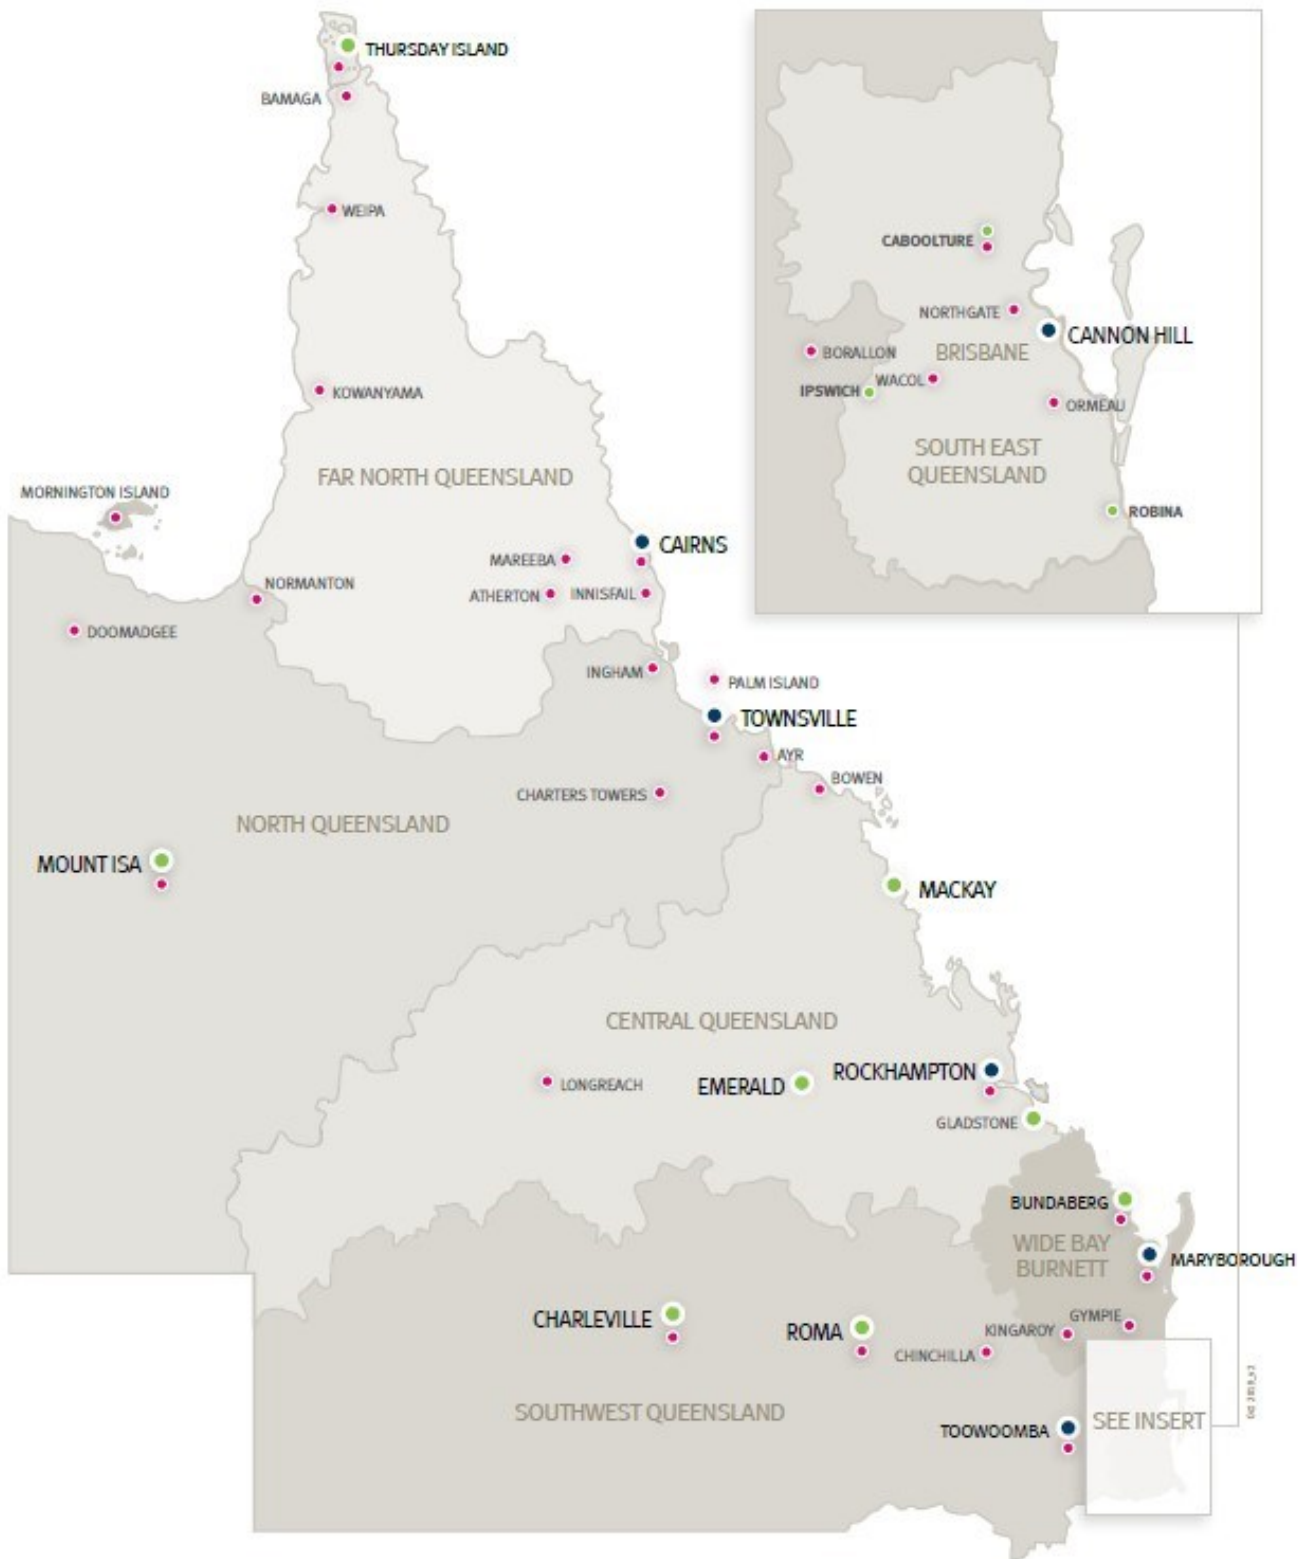 THURSDAY ISLAND
BAMAGA
WEIPA
CABOOLTURE
NORTHGATE
CANNON HILL
BORALLON
BRISBANE
IPSWICH
WACOL
KOWANYAMA
ORMEAU
SOUTH EAST
QUEENSLAND
FAR NORTH QUEENSLAND
MORNINGTON ISLAND
ROBINA
CAIRNS
MAREEBA
NORMANTON
ATHERTON
INNISFAIL
DOOMADGEE
INGHAM
PALM ISLAND
TOWNSVILLE
AYR
BOWEN
CHARTERS TOWERS
NORTH QUEENSLAND
MOUNT ISA
MACKAY
CENTRAL QUEENSLAND
LONGREACH
EMERALD
ROCKHAMPTON
GLADSTONE
BUNDABERG
WIDE BAY
BURNETT
MARYBOROUGH
CHARLEVILLE
ROMA
GYMPIE
KINGAROY
CHINCHILLA
SOUTHWEST QUEENSLAND
TOOWOOMBA
SEE INSERT